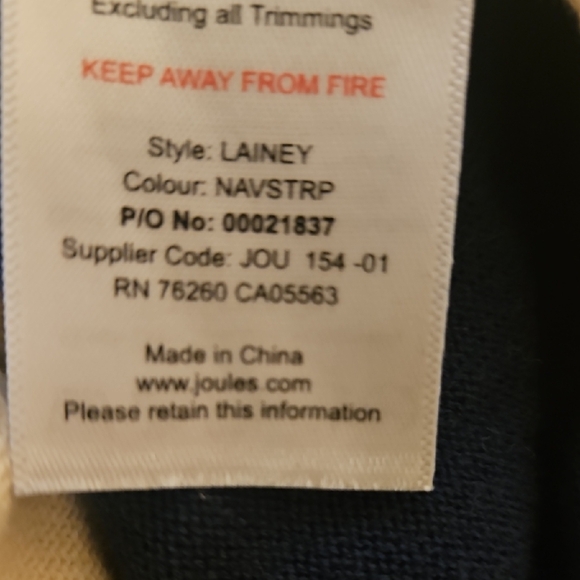 Excluding all Trimmings
KEEP AWAY FROM FIRE
Style: LAINEY
Colour: NAVSTRP
P/O No: 00021837
Supplier Code: JOU 154 -01
RN 76260 CA05563
Made in China
www.joules.com
Please retain this information